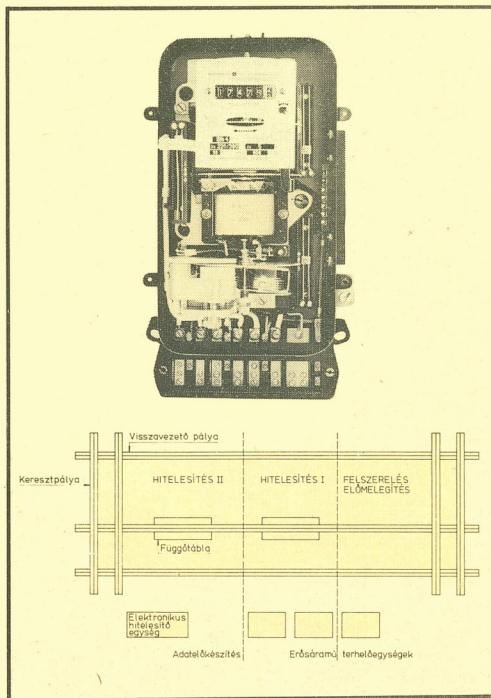 Visszavezető pálya
Keresztpálya
HITELESÍTÉS II
HITELESÍTÉS I
FELSZERELÉS
ELŐMELEGÍTÉS
Függőtábla
Elektronikus
hitelesítő
egység
Adatelőkészítés
Erősáramú terhelőegységek